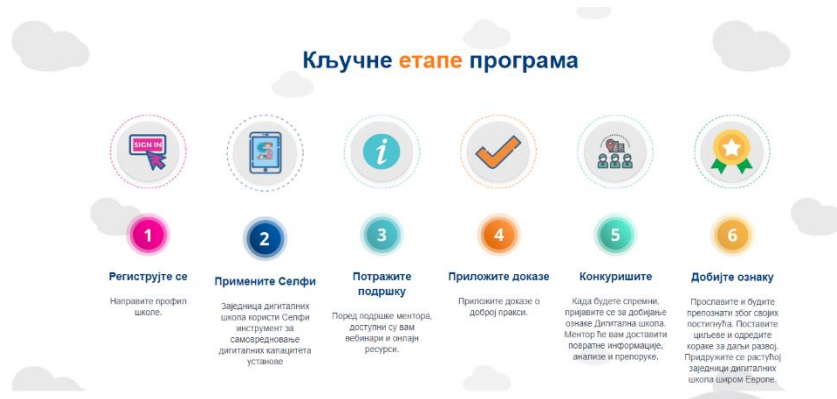 Кључне етапе програма
SIGN IN
1
Региструјте се
Направите профил
школе.
2
Примените Селфи
Заједница дигиталних
школа користи Селфи
инструмент за
самовредновање
дигиталних капацитета
установе
3
Потражите
подршку
Поред подршке ментора,
доступни су вам
вебинари и онлајн
ресурси.
4
Приложите доказе
Приложите доказе о
доброј пракси.
5
Конкуришите
Када будете спремни,
пријавите се за добијање
ознаке Дигитална школа.
Ментор ће вам доставити
повратне информације,
анализе и препоруке.
6
Добијте ознаку
Прославите и будите
препознати због својих
постигнућа. Поставите
циљеве и одредите
кораке за даљи развој.
Придружите се растућој
заједници дигиталних
школа широм Европе.